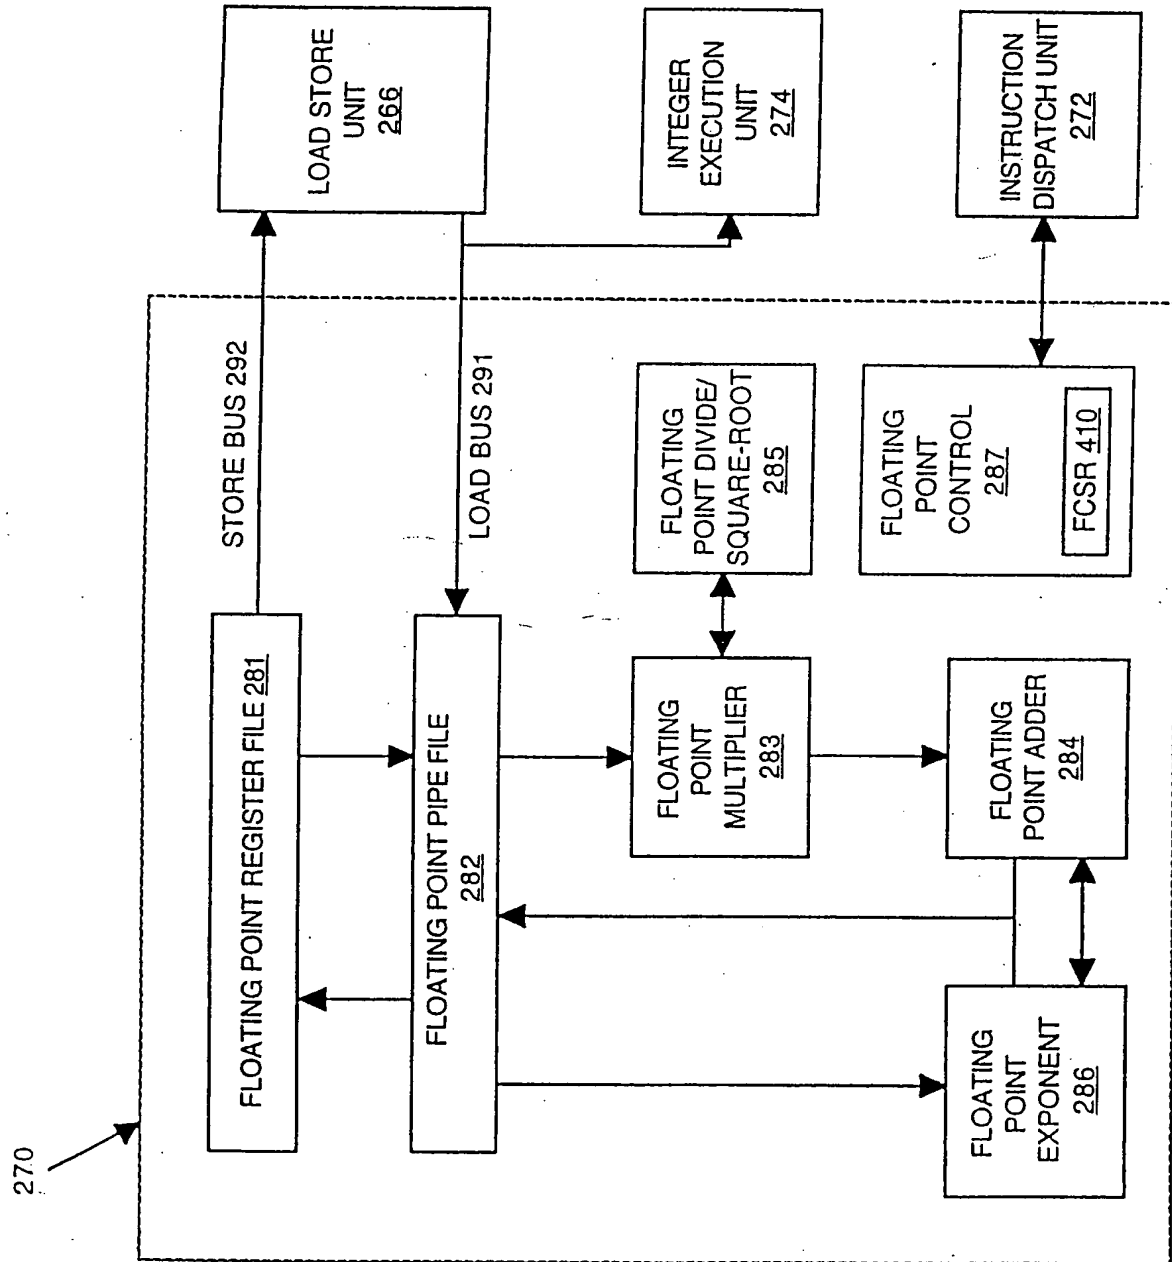 270
FLOATING POINT REGISTER FILE 281
STORE BUS 292
LOAD STORE
UNIT
266
FLOATING POINT PIPE FILE
282
LOAD BUS 291
FLOATING
POINT
MULTIPLIER
283
FLOATING
POINT DIVIDE/
SQUARE-ROOT
285
INTEGER
EXECUTION
UNIT
274
FLOATING
POINT
EXPONENT
286
FLOATING
POINT ADDER
284
FLOATING
POINT
CONTROL
287
FCSR 410
INSTRUCTION
DISPATCH UNIT
272